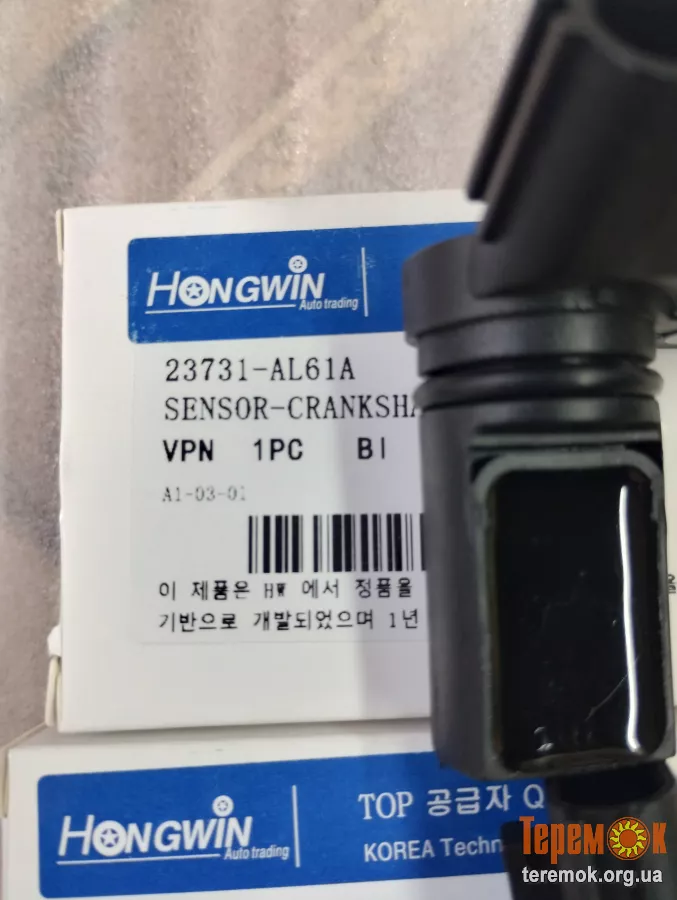 HONGWIN
Auto trading
23731-AL61A
SENSOR-CRANKSHA
VPN 1PC BI
A1-03-01
이 제품은 HW 에서 정품을
기반으로 개발되었으며 1년
HONGWIN
Auto trading
TOP 공급자 Q
KOREA Techn
Теремок
teremok.org.ua